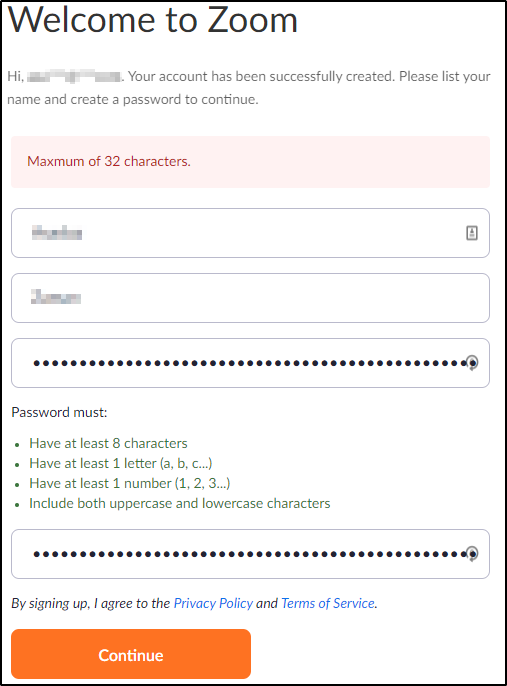 Welcome to Zoom
Hi, . Your account has been successfully created. Please list your
name and create a password to continue.
Maxmum of 32 characters.
Password must:
Have at least 8 characters
Have at least 1 letter (a, b, c...)
Have at least 1 number (1, 2, 3...)
Include both uppercase and lowercase characters
By signing up, I agree to the Privacy Policy and Terms of Service.
Continue